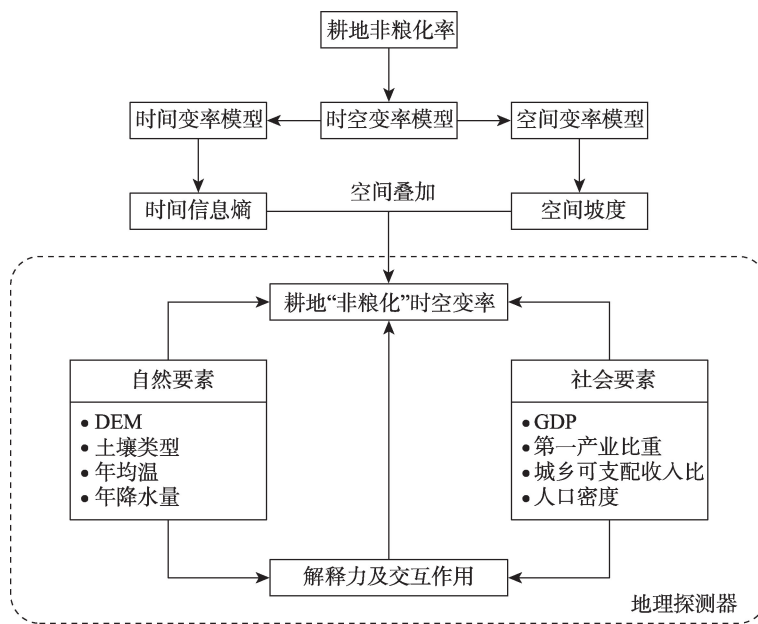 耕地非粮化率
时间变率模型
时空变率模型
空间变率模型
空间叠加
时间信息熵
空间坡度
耕地“非粮化”时空变率
自然要素
• DEM
• 土壤类型
• 年均温
• 年降水量
社会要素
• GDP
• 第一产业比重
• 城乡可支配收入比
• 人口密度
解释力及交互作用
地理探测器